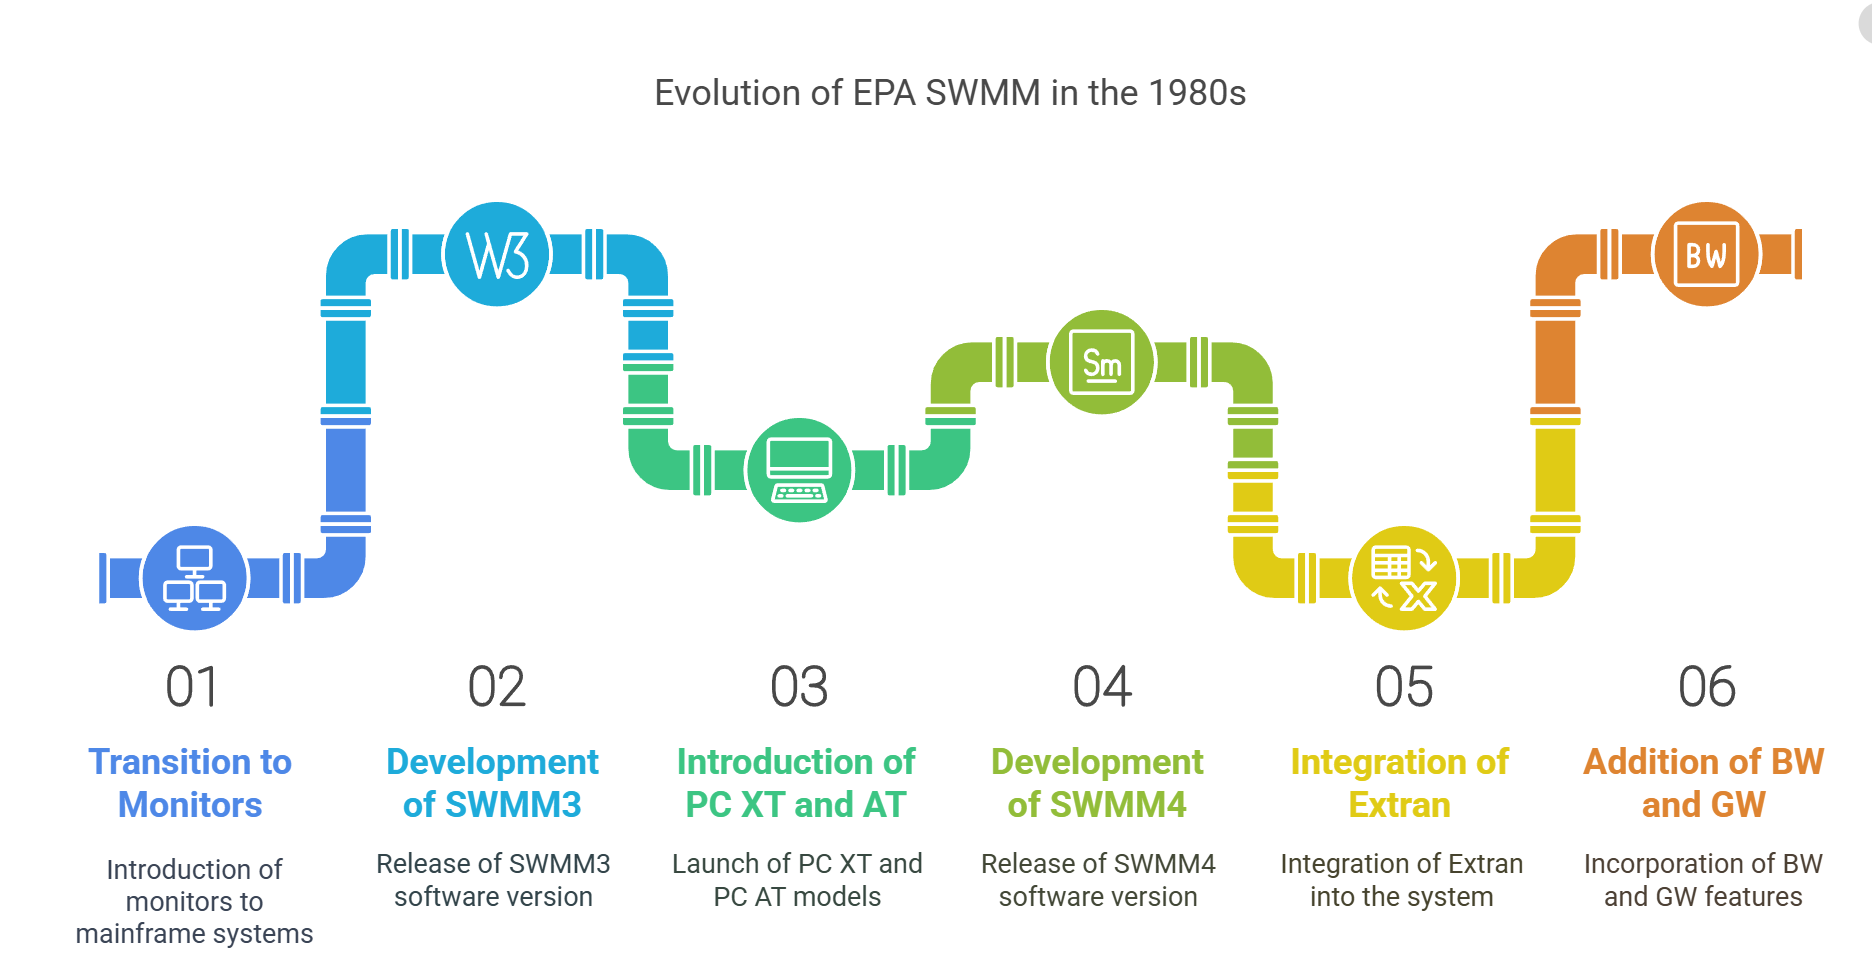 Evolution of EPA SWMM in the 1980s
W3
BW
Sm
01
02
03
04
05
06
Transition to
Monitors
Development
of SWMM3
Introduction of
PC XT and AT
Development
of SWMM4
Integration of
Extran
Addition of BW
and GW
Introduction of
monitors to
mainframe systems
Release of SWMM3
software version
Launch of PC XT and
PC AT models
Release of SWMM4
software version
Integration of Extran
into the system
Incorporation of BW
and GW features